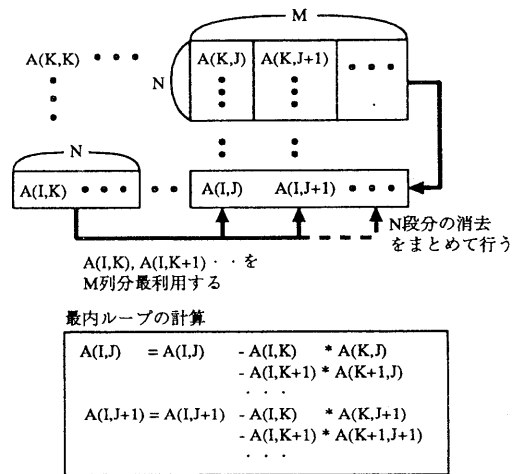 M
A(K,K) · · ·
N
A(K,J) A(K,J+1) · · ·
N
A(I,K) · · · · · A(I,J) A(I,J+1) · · ·
N段分の消去
をまとめて行う
A(I,K), A(I,K+1) · · を
M列分最利用する
最内ループの計算
A(I,J) = A(I,J) - A(I,K) * A(K,J)
- A(I,K+1) * A(K+1,J)
. . .
A(I,J+1) = A(I,J+1) - A(I,K) * A(K,J+1)
- A(I,K+1) * A(K+1,J+1)
. . .